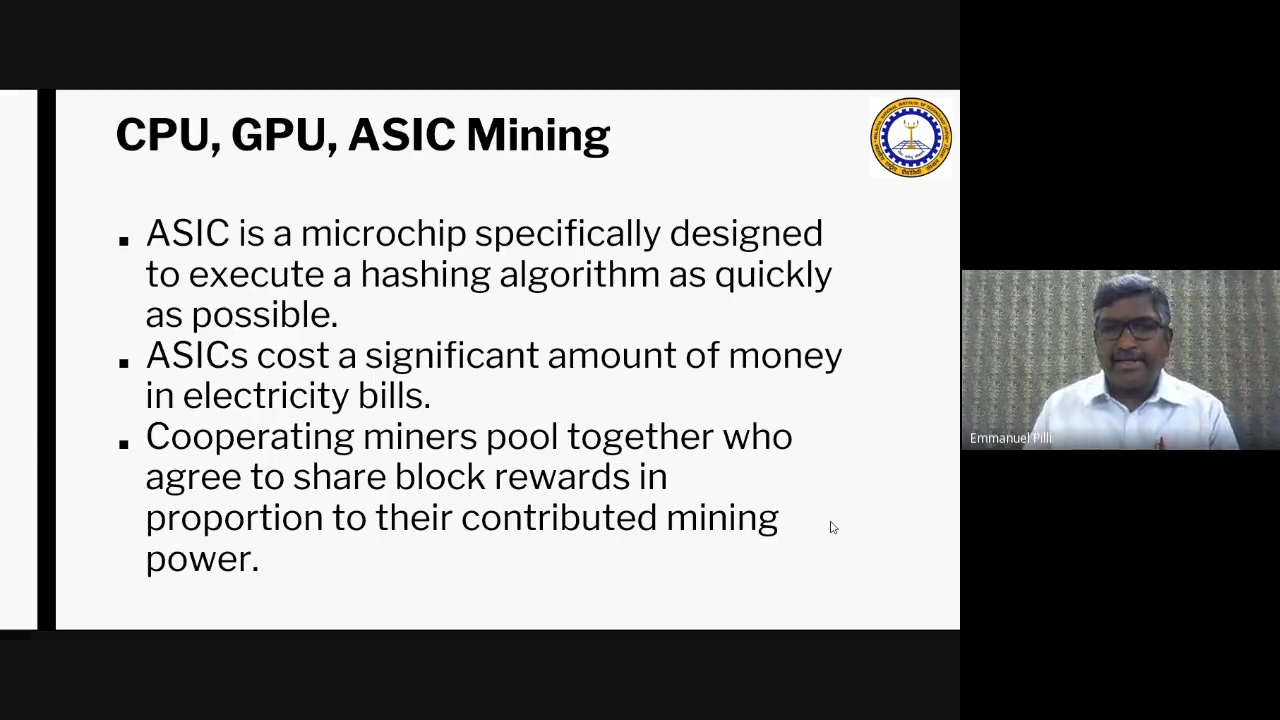 CPU, GPU, ASIC Mining
▪ ASIC is a microchip specifically designed
to execute a hashing algorithm as quickly
as possible.
▪ ASICs cost a significant amount of money
in electricity bills.
▪ Cooperating miners pool together who
agree to share block rewards in
proportion to their contributed mining
power.
Emmanuel Pilli